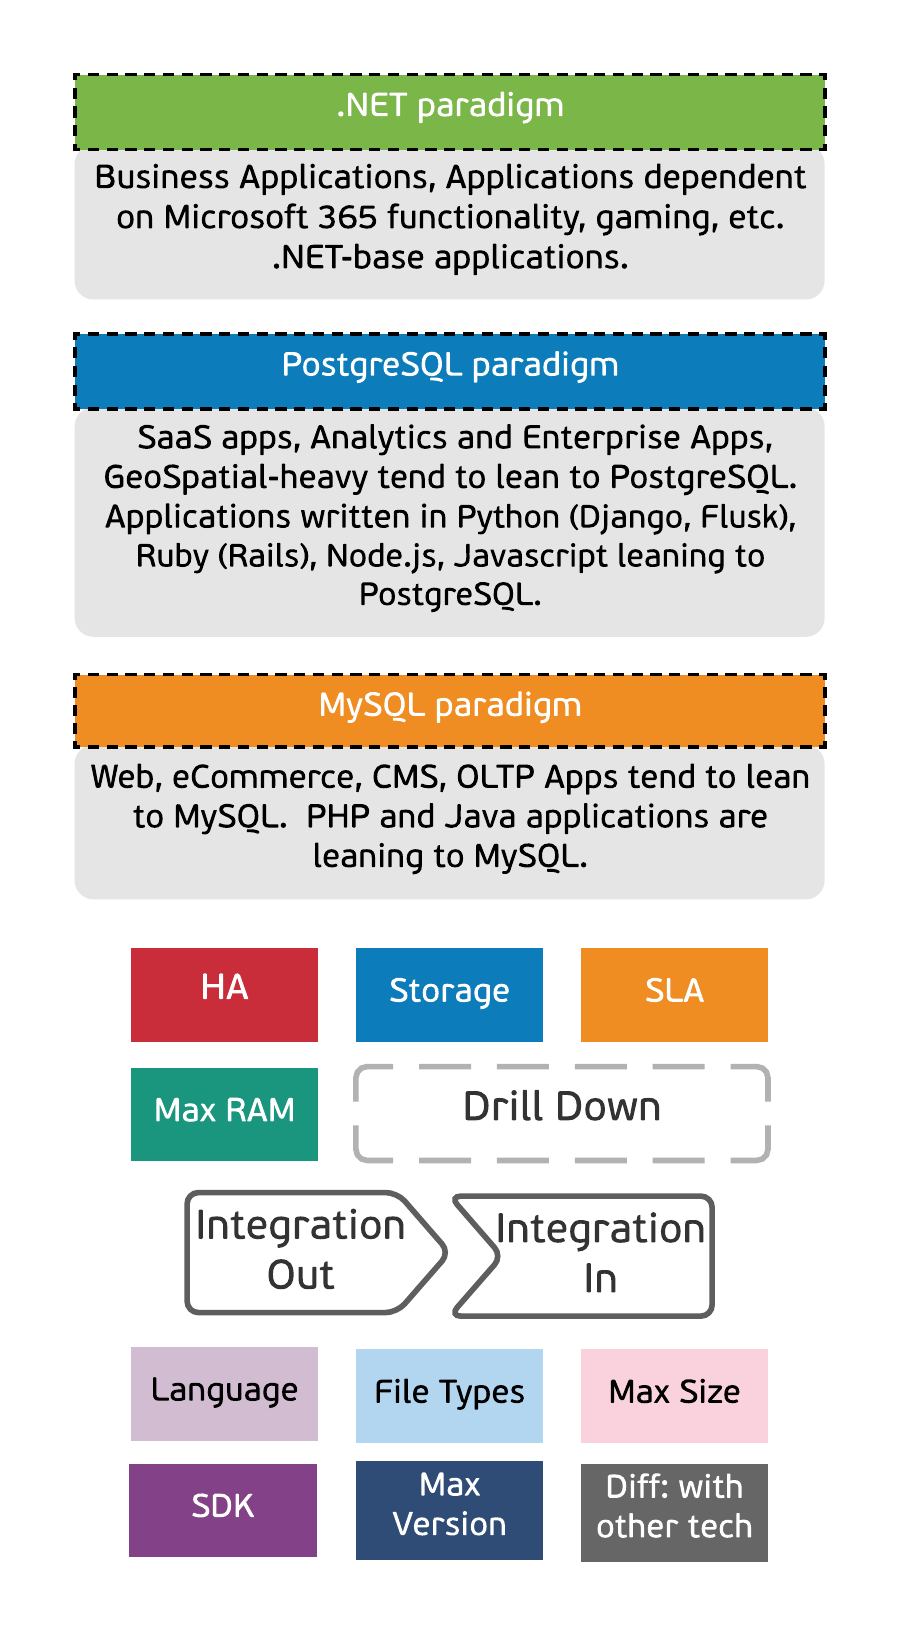 .NET paradigm
Business Applications, Applications dependent
on Microsoft 365 functionality, gaming, etc.
.NET-base applications.
PostgreSQL paradigm
SaaS apps, Analytics and Enterprise Apps,
GeoSpatial-heavy tend to lean to PostgreSQL.
Applications written in Python (Django, Flusk),
Ruby (Rails), Node.js, Javascript leaning to
PostgreSQL.
MySQL paradigm
Web, eCommerce, CMS, OLTP Apps tend to lean
to MySQL.  PHP and Java applications are
leaning to MySQL.
HA
Storage
SLA
Max RAM
Drill Down
Integration
Out
Integration
In
Language
File Types
Max Size
SDK
Max
Version
Diff: with
other tech